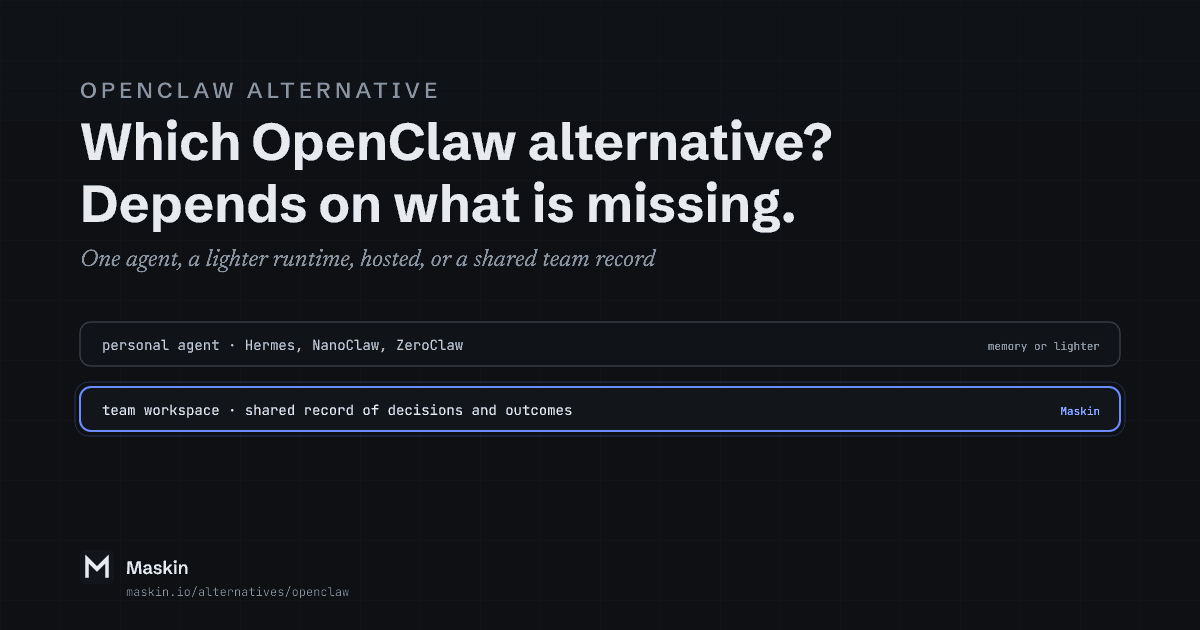 OPENCLAW ALTERNATIVE
Which OpenClaw alternative?
Depends on what is missing.
One agent, a lighter runtime, hosted, or a shared team record
personal agent · Hermes, NanoClaw, ZeroClaw
memory or lighter
team workspace · shared record of decisions and outcomes
Maskin
Maskin
maskin.io/alternatives/openclaw